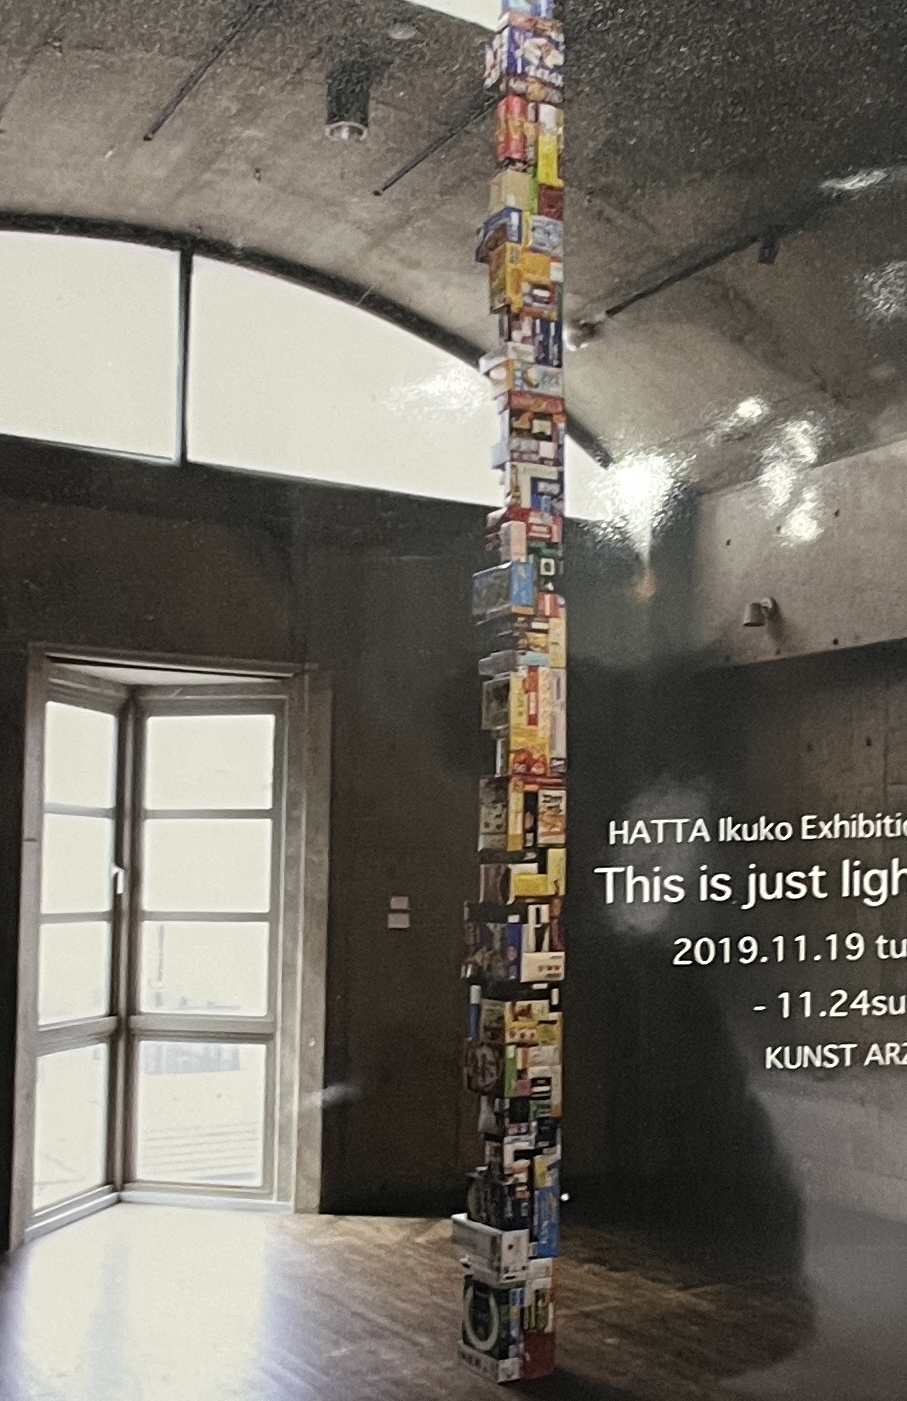 HATTA Ikuko Exhibitio
This is just ligh
2019.11.19 tu
- 11.24su
KUNST ARZ